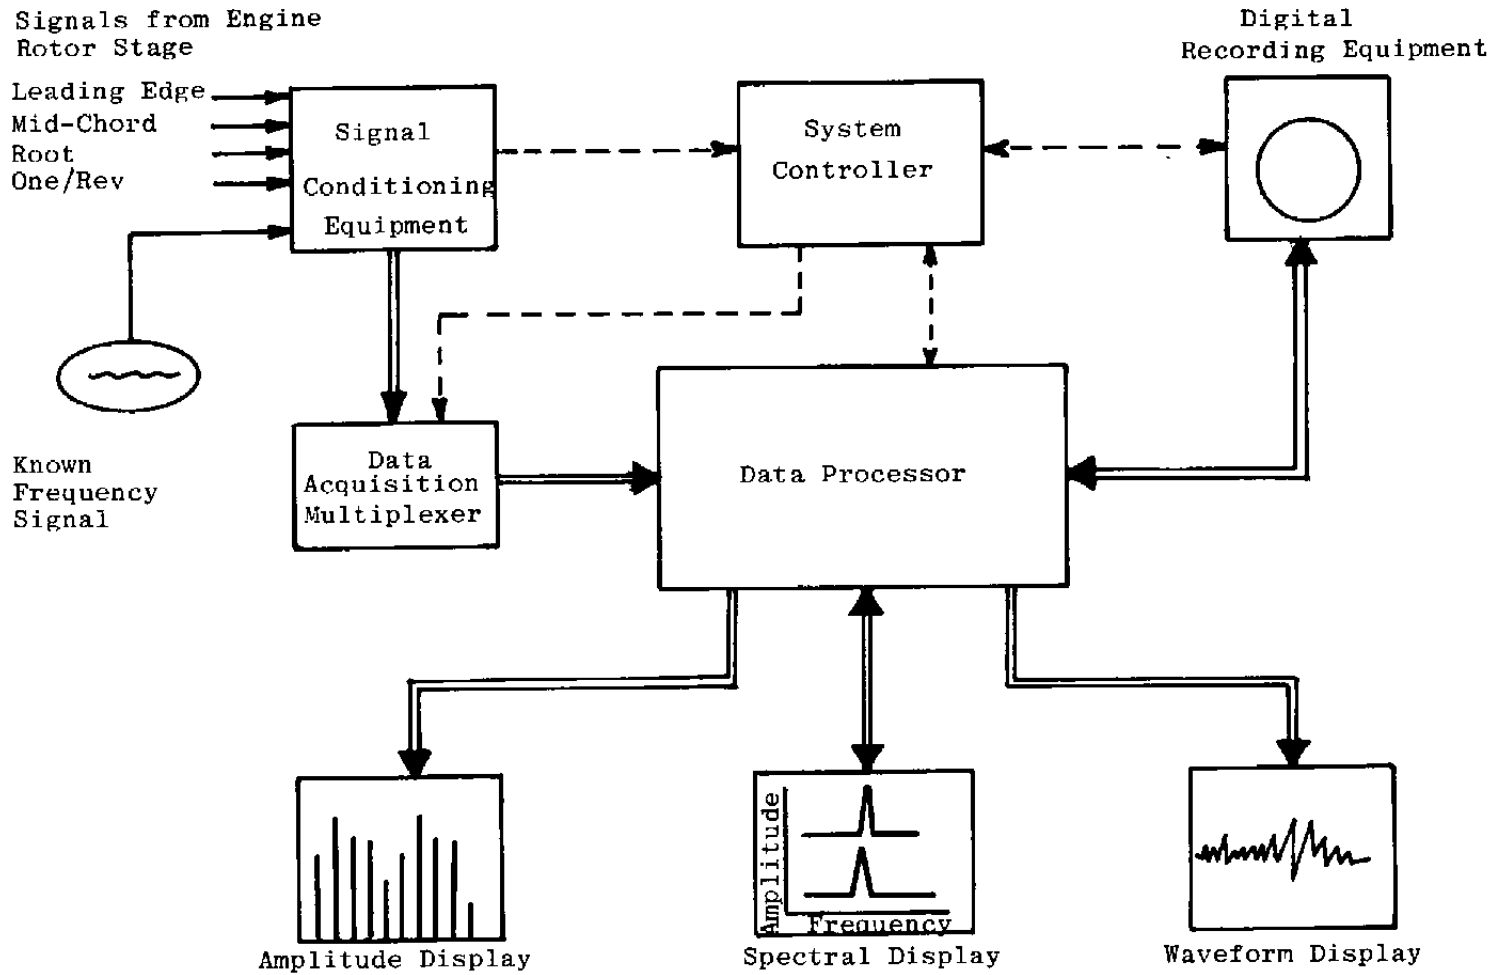 Signals from Engine
Rotor Stage
Leading Edge
Mid-Chord
Root
One/Rev
Signal
Conditioning
Equipment
System
Controller
Digital
Recording Equipment
Known
Frequency
Signal
Data
Acquisition
Multiplexer
Data Processor
Amplitude Display
Amplitude
Frequency
Spectral Display
Waveform Display